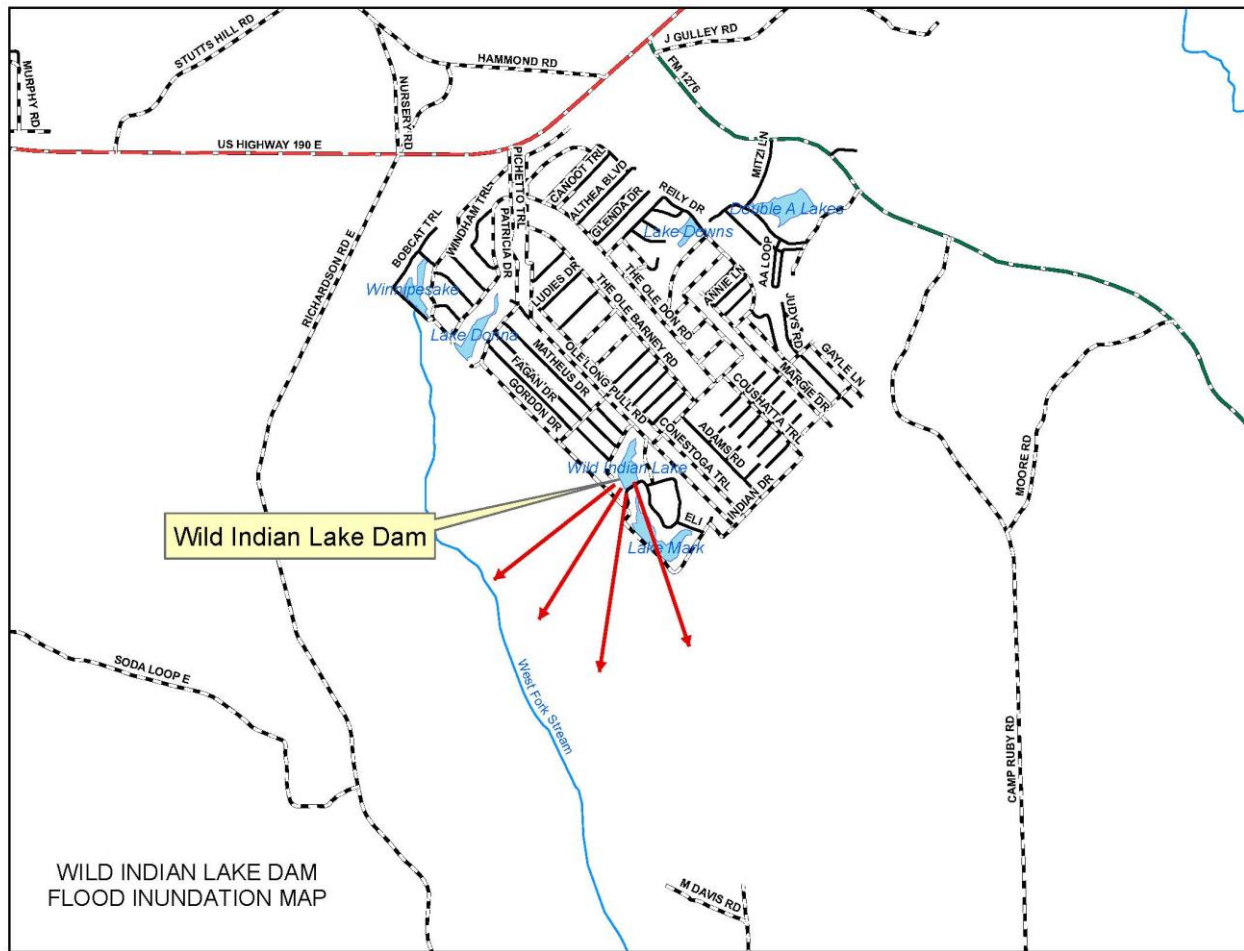 STUTTS HILL RD
MURPHY RD
HAMMOND RD
NURSERY RD
J GULLEY RD
FM 1276
US HIGHWAY 190 E
PICHETTO TRL
CANOOT TRL
ALTHEA BLVD
GLENDA DR
REILY DR
MITZI LN
Double A Lakes
Lake Downs
BOBCAT TRL
WINDHAM TRL
PATRICIA DR
RICHARDSON RD E
Winnipesake
Lake Donna
LUDIES DR
THE OLE BARNEY RD
THE OLE DON RD
ANNIE LN
AA LOOP
JUDYS RD
GAYLE LN
MARGIE DR
COUSHATTA TRL
OLE LONG PULL RD
MATHEUS DR
FAGAN DR
GORDON DR
ADAMS RD
CONESTOGA TRL
INDIAN DR
Wild Indian Lake
ELI
Lake Mark
Wild Indian Lake Dam
MOORE RD
SODA LOOP E
West Fork Stream
CAMP RUBY RD
M DAVIS RD
WILD INDIAN LAKE DAM
FLOOD INUNDATION MAP